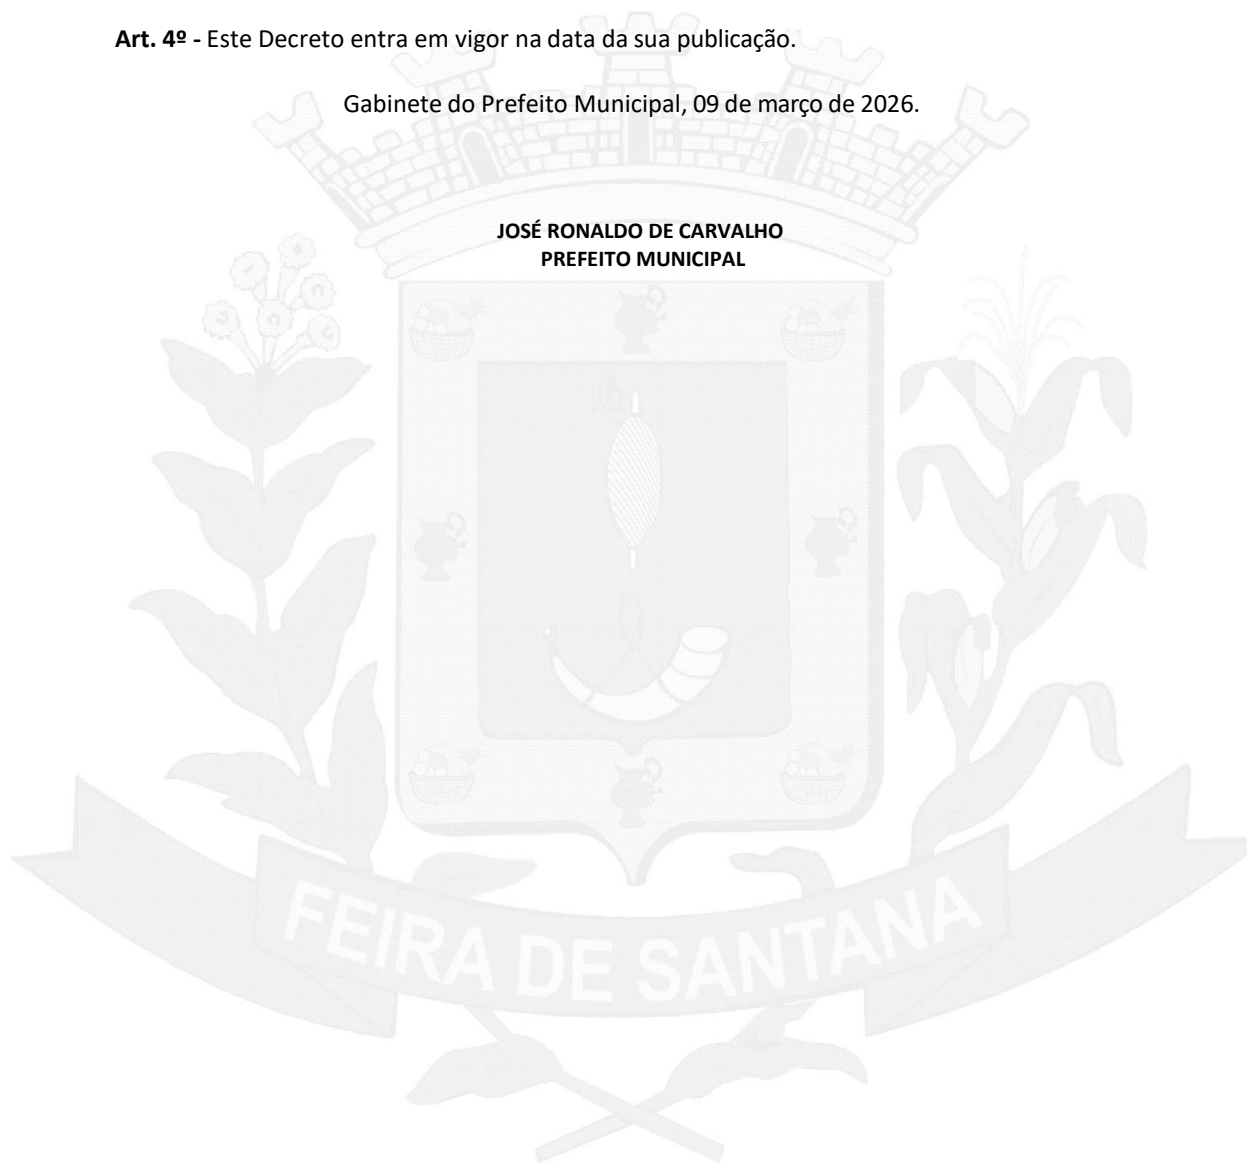 Art. 4º - Este Decreto entra em vigor na data da sua publicação.
Gabinete do Prefeito Municipal, 09 de março de 2026.
JOSÉ RONALDO DE CARVALHO
PREFEITO MUNICIPAL
FEIRA DE SANTANA